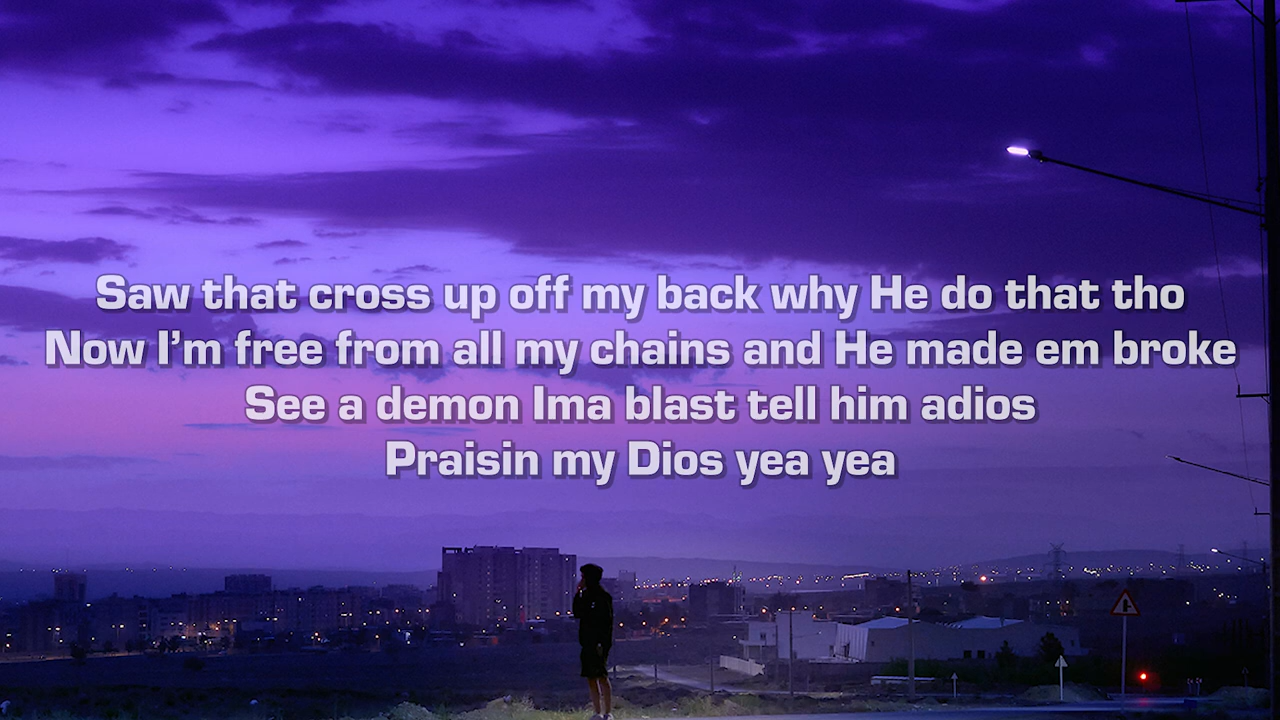 Saw that cross up off my back why He do that tho
Now I’m free from all my chains and He made em broke
See a demon Ima blast tell him adios
Praisin my Dios yea yea